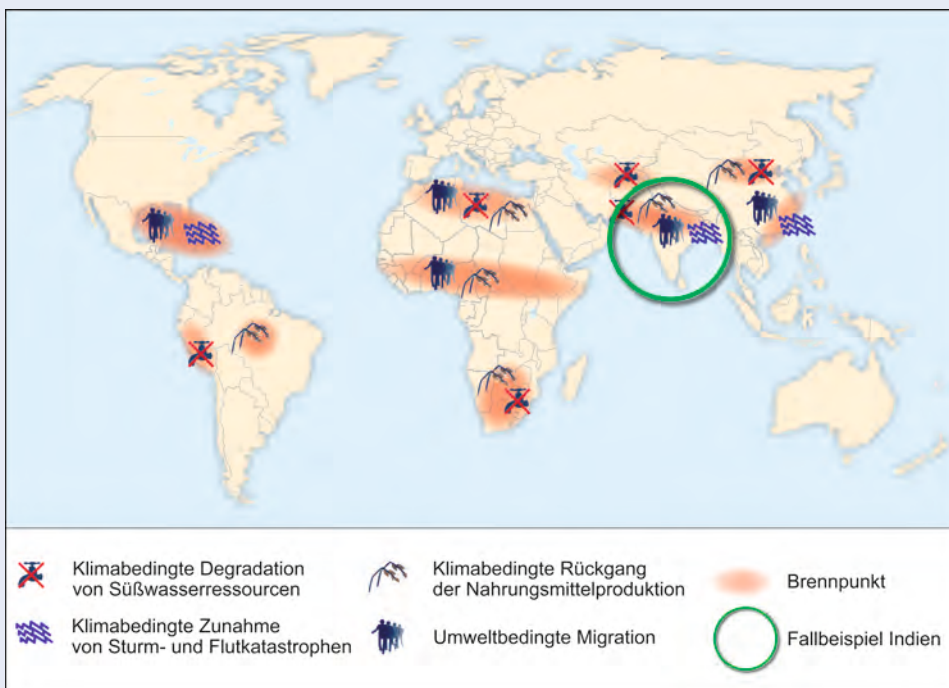 Klimabedingte Degradation
von Süßwasserressourcen
Klimabedingte Rückgang
der Nahrungsmittelproduktion
Brennpunkt
Klimabedingte Zunahme
von Sturm- und Flutkatastrophen
Umweltbedingte Migration
Fallbeispiel Indien